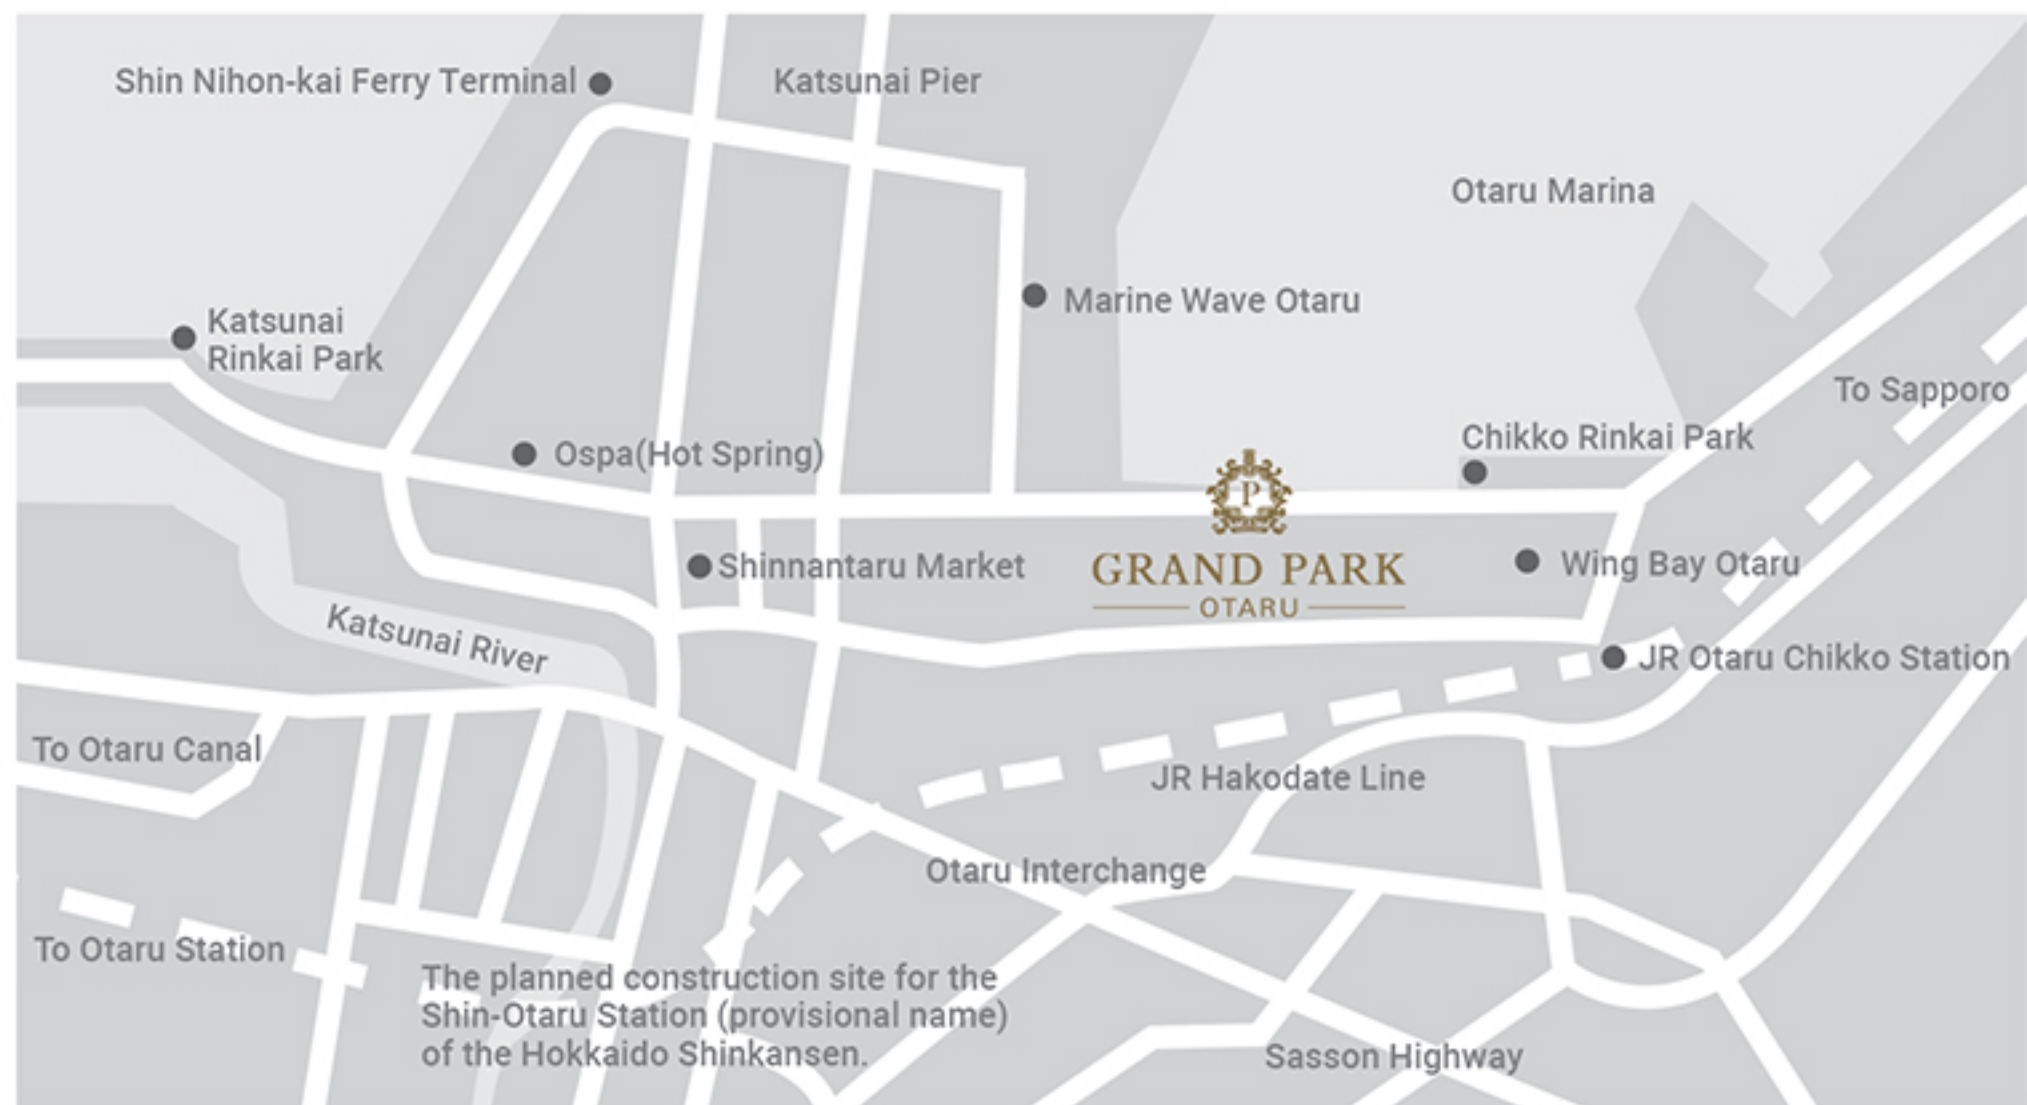 Shin Nihon-kai Ferry Terminal
Katsunai Pier
Otaru Marina
Marine Wave Otaru
Katsunai
Rinkai Park
To Sapporo
Chikko Rinkai Park
Ospa(Hot Spring)
P
GRAND PARK
OTARU
Shinnantaru Market
Wing Bay Otaru
Katsunai River
JR Otaru Chikko Station
To Otaru Canal
JR Hakodate Line
Otaru Interchange
To Otaru Station
The planned construction site for the
Shin-Otaru Station (provisional name)
of the Hokkaido Shinkansen.
Sasson Highway